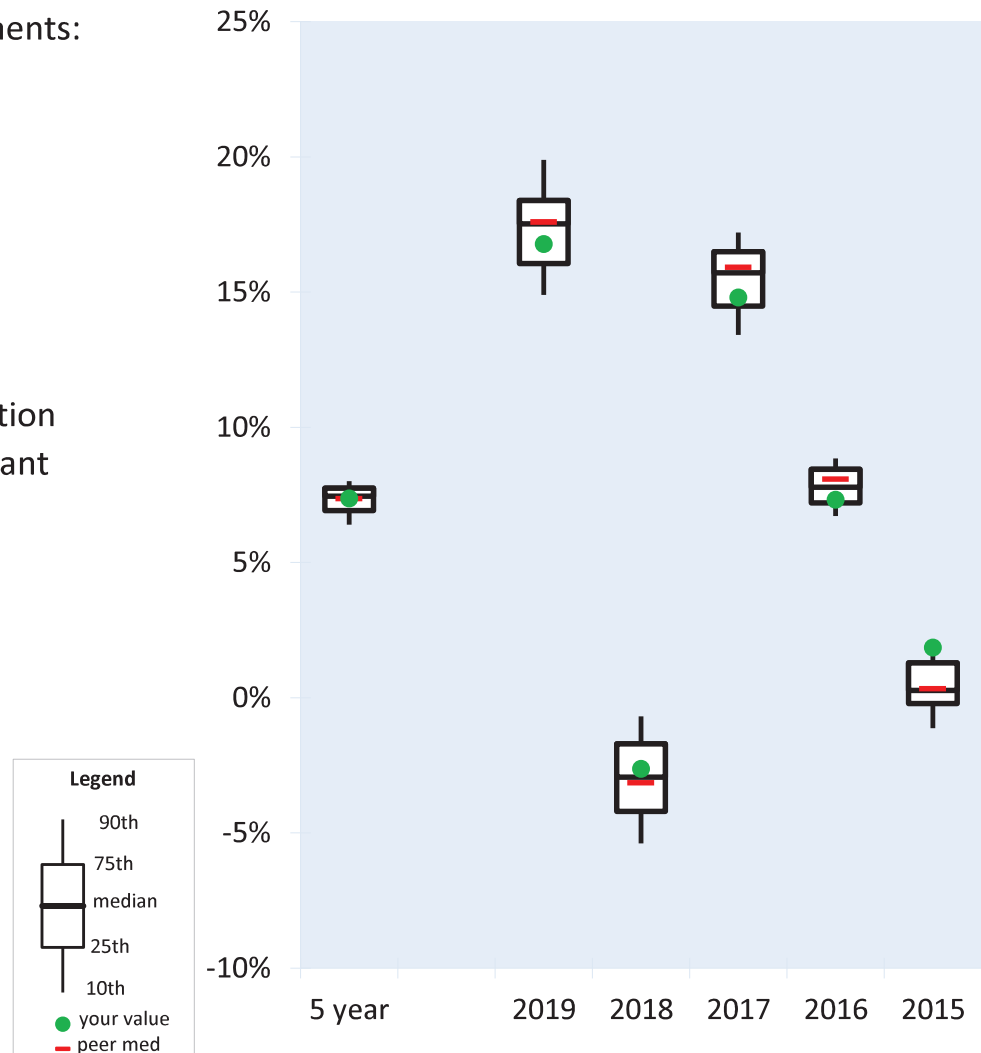 nents:
tion
ant
25%
20%
15%
10%
5%
0%
-5%
-10%
5 year 2019 2018 2017 2016 2015
Legend
90th
75th
median
25th
10th
your value
peer med